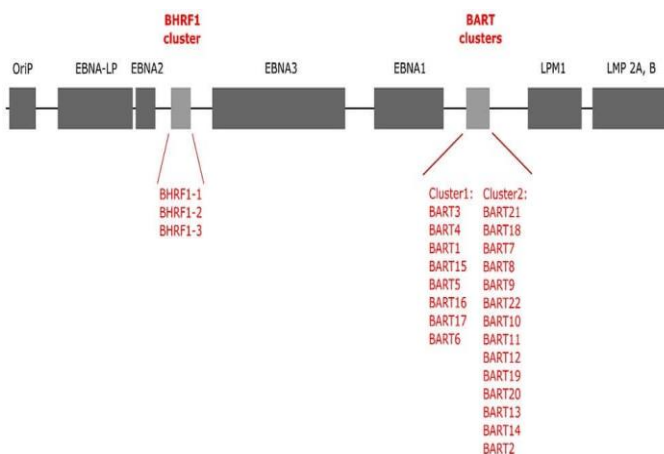 BHRF1
cluster
BART
clusters
OriP
EBNA-LP
EBNA2
EBNA3
EBNA1
LPM1
LMP 2A, B
BHRF1-1
BHRF1-2
BHRF1-3
Cluster1:
BART3
BART4
BART1
BART15
BART5
BART16
BART17
BART6
Cluster2:
BART21
BART18
BART7
BART8
BART9
BART22
BART10
BART11
BART12
BART19
BART20
BART13
BART14
BART2